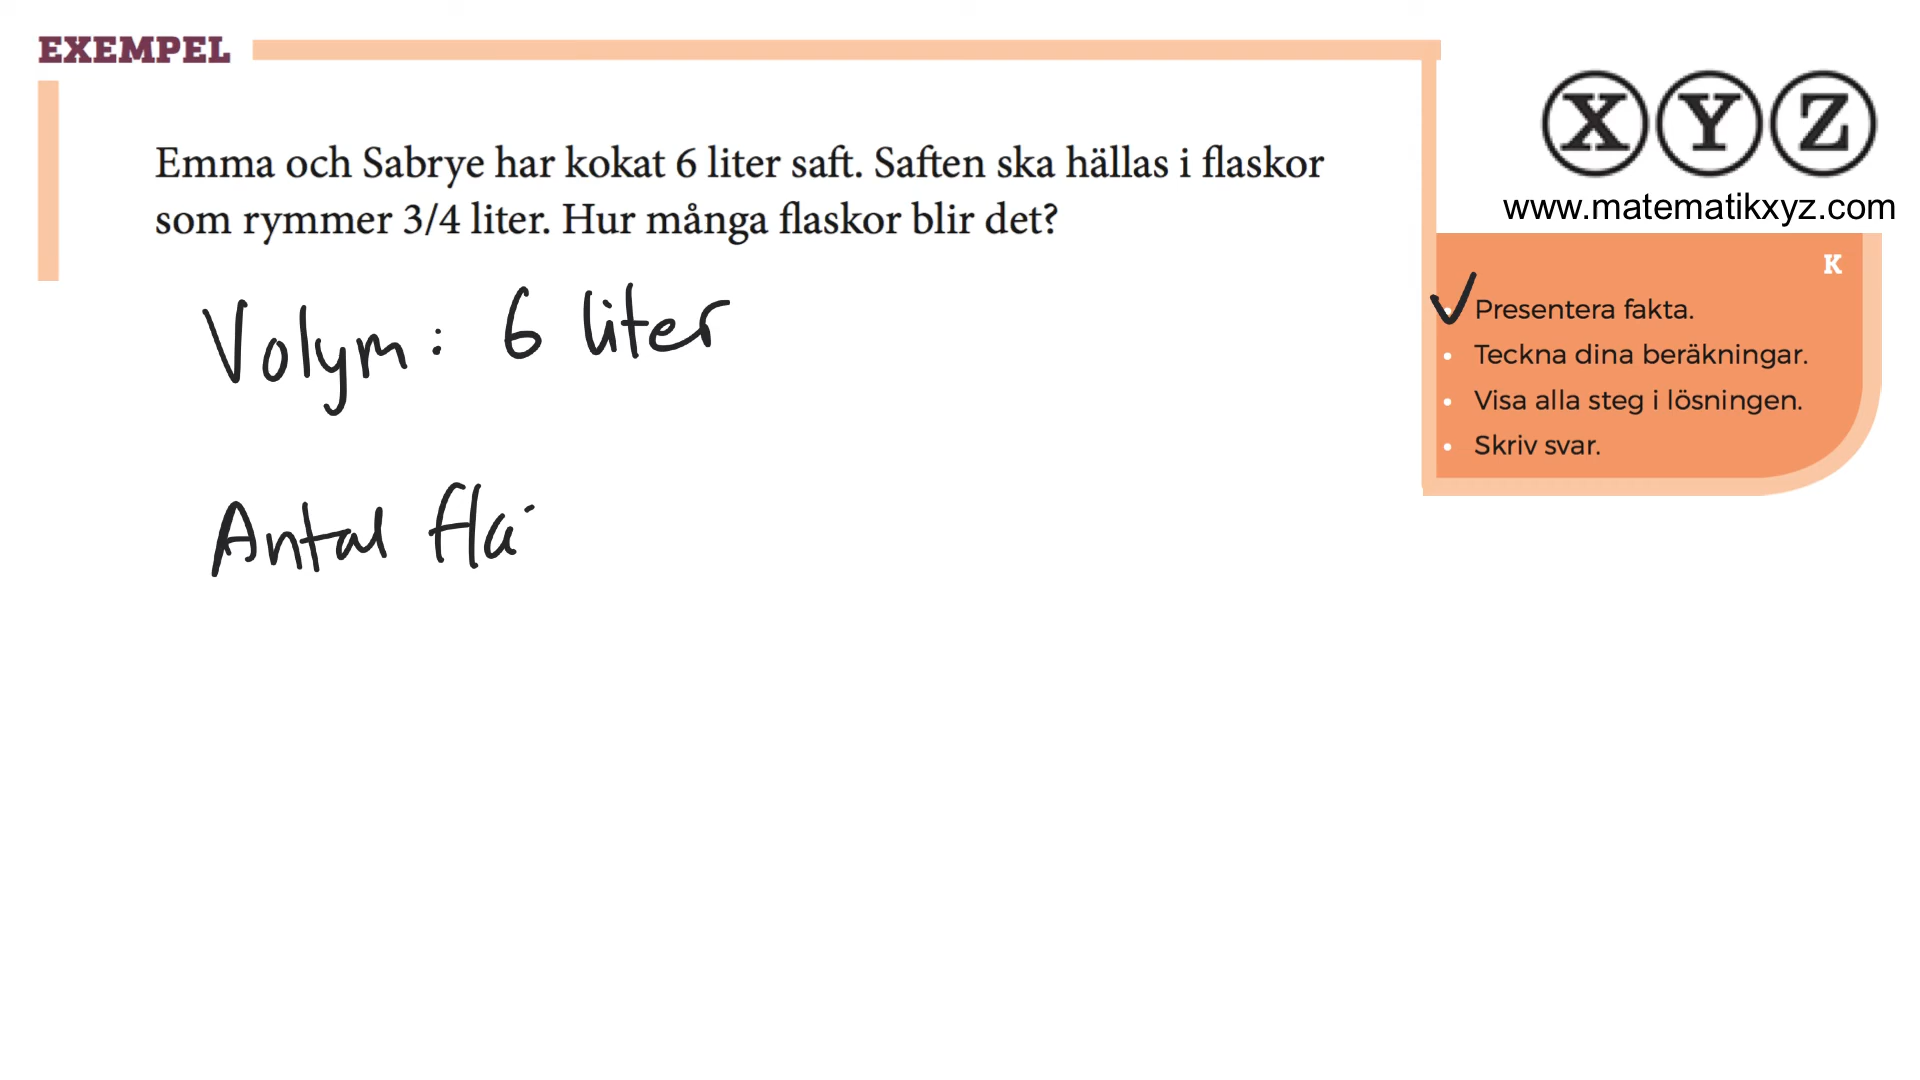 EXEMPEL
Emma och Sabrye har kokat 6 liter saft. Saften ska hällas i flaskor
som rymmer 3/4 liter. Hur många flaskor blir det?
XYZ
www.matematikxyz.com
K
Presentera fakta.
• Teckna dina beräkningar.
• Visa alla steg i lösningen.
• Skriv svar.
Volym: 6 liter
Antal fla